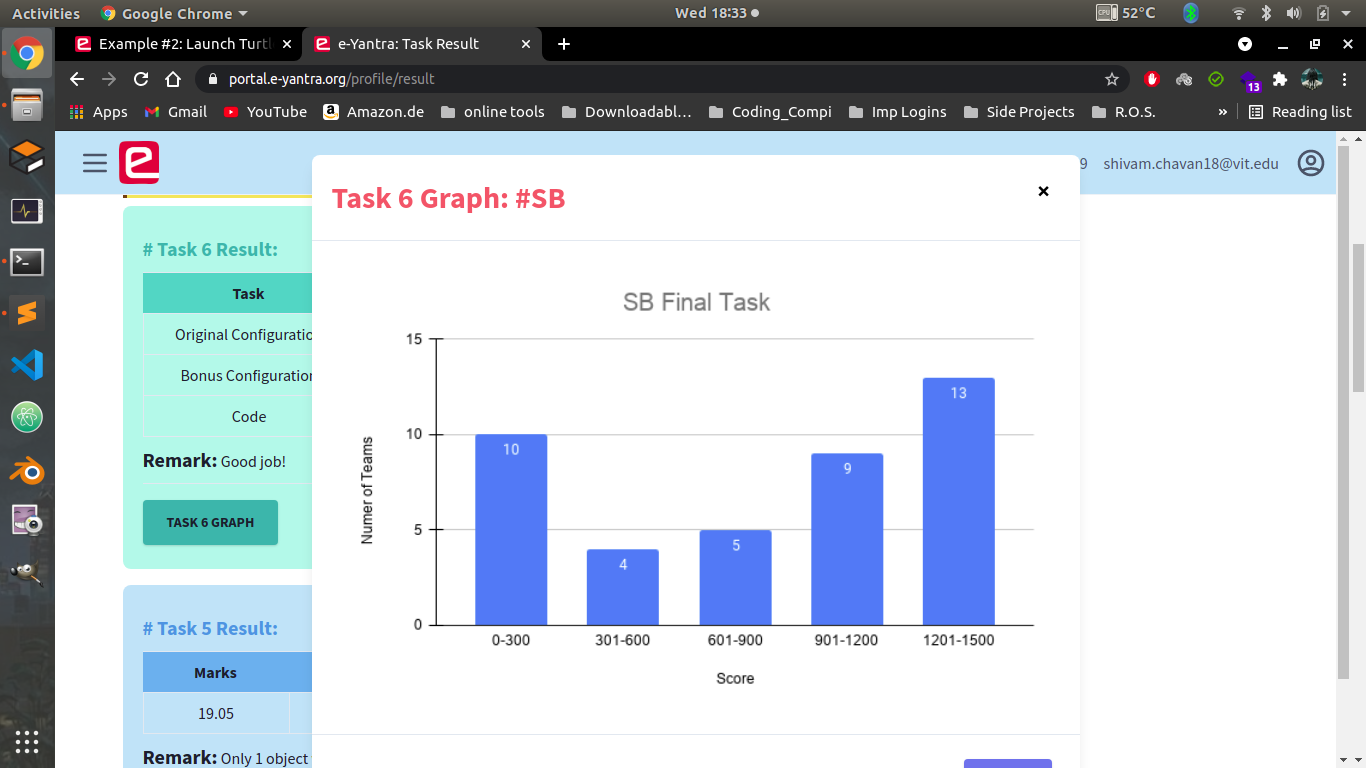 Activities
Google Chrome
Wed 18:33
52°C
Example #2: Launch Turtl
e-Yantra: Task Result
portal.e-yantra.org/profile/result
13
Apps
Gmail
YouTube
Amazon.de
online tools
Downloadabl…
Coding_Compi
Imp Logins
Side Projects
R.O.S.
»
Reading list
9
shivam.chavan18@vit.edu
Task 6 Graph: #SB
# Task 6 Result:
Task
Original Configuratio
Bonus Configuration
Code
Remark: Good job!
TASK 6 GRAPH
# Task 5 Result:
Marks
19.05
Remark: Only 1 object
SB Final Task
Numer of Teams
15
10
5
0
10
4
5
9
13
0-300
301-600
601-900
901-1200
1201-1500
Score